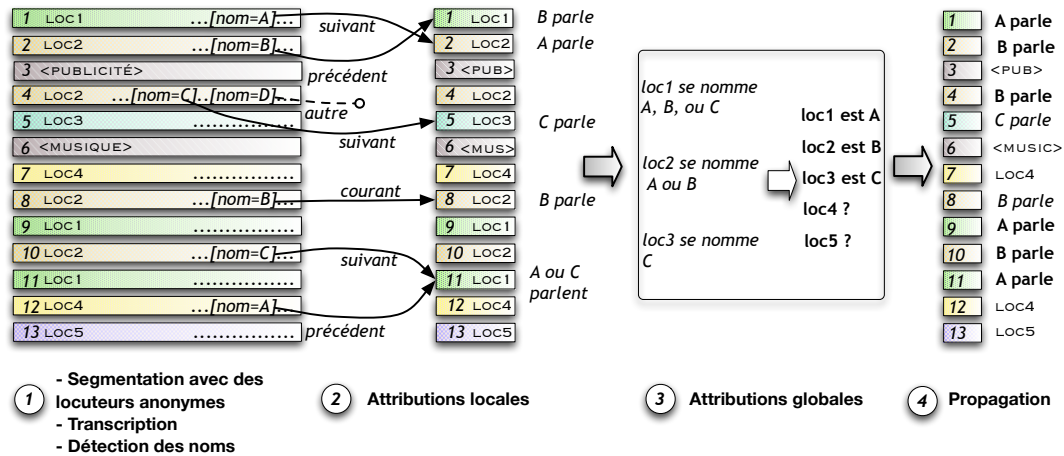 1 LOC1 ...[nom=A]...
2 LOC2 ...[nom=B]...
3 <PUBLICITÉ>
4 LOC2 ...[nom=C]..[nom=D]...
5 LOC3 ...............
6 <MUSIQUE>
7 LOC4 ...............
8 LOC2 ...[nom=B]...
9 LOC1 ...............
10 LOC2 ...[nom=C]...
11 LOC1 ...............
12 LOC4 ...[nom=A]...
13 LOC5 ...............
suivant
précédent
autre
suivant
courant
suivant
précédent
1 LOC1
2 LOC2
3 <PUB>
4 LOC2
5 LOC3
6 <MUS>
7 LOC4
8 LOC2
9 LOC1
10 LOC2
11 LOC1
12 LOC4
13 LOC5
B parle
A parle
C parle
B parle
A ou C
parlent
loc1 se nomme
A, B, ou C
loc2 se nomme
A ou B
loc3 se nomme
C
loc1 est A
loc2 est B
loc3 est C
loc4 ?
loc5 ?
1 A parle
2 B parle
3 <PUB>
4 B parle
5 C parle
6 <MUSIC>
7 LOC4
8 B parle
9 A parle
10 B parle
11 A parle
12 LOC4
13 LOC5
1
- Segmentation avec des
locuteurs anonymes
- Transcription
- Détection des noms
2 Attributions locales
3 Attributions globales
4 Propagation